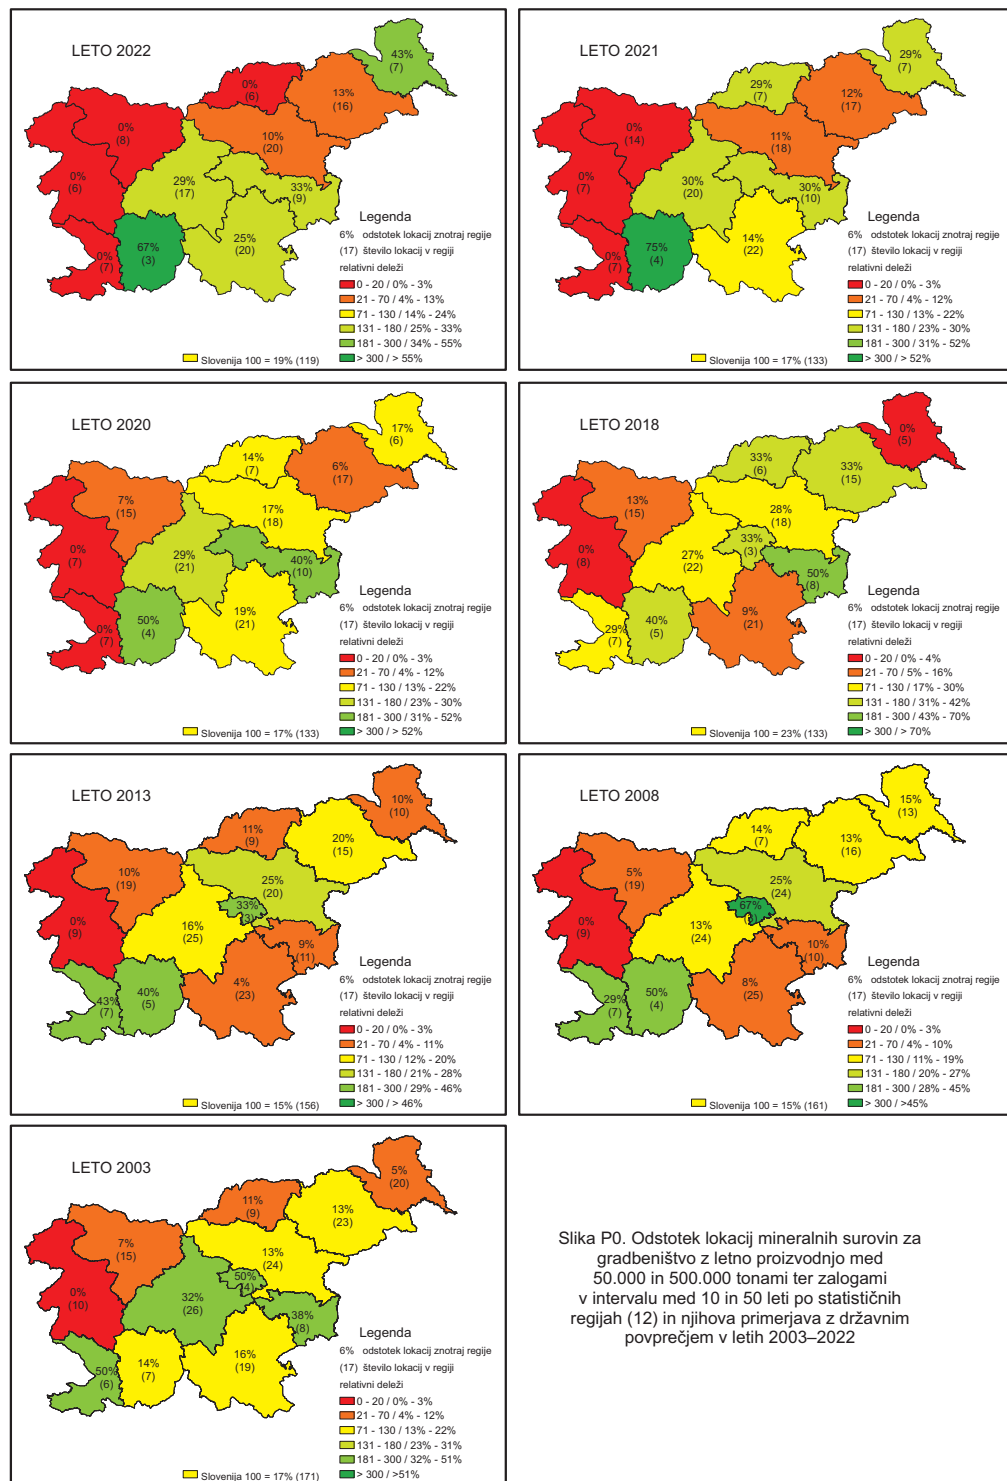 LETO 2022
43%
(7)
0%
(6)
13%
(16)
0%
(8)
10%
(20)
0%
(6)
29%
(17)
33%
(9)
0%
(7)
67%
(3)
25%
(20)
Legenda
6% odstotek lokacij znotraj regije
(17) število lokacij v regiji
relativni deleži
0 - 20 / 0% - 3%
21 - 70 / 4% - 13%
71 - 130 / 14% - 24%
131 - 180 / 25% - 33%
181 - 300 / 34% - 55%
> 300 / > 55%
Slovenija 100 = 19% (119)
LETO 2021
29%
(7)
29%
(7)
12%
(17)
0%
(14)
11%
(18)
0%
(7)
30%
(20)
30%
(10)
0%
(7)
75%
(4)
14%
(22)
Legenda
6% odstotek lokacij znotraj regije
(17) število lokacij v regiji
relativni deleži
0 - 20 / 0% - 3%
21 - 70 / 4% - 12%
71 - 130 / 13% - 22%
131 - 180 / 23% - 30%
181 - 300 / 31% - 52%
> 300 / > 52%
Slovenija 100 = 17% (133)
LETO 2020
17%
(6)
14%
(7)
6%
(17)
7%
(15)
17%
(18)
0%
(7)
29%
(21)
40%
(10)
0%
(7)
50%
(4)
19%
(21)
Legenda
6% odstotek lokacij znotraj regije
(17) število lokacij v regiji
relativni deleži
0 - 20 / 0% - 3%
21 - 70 / 4% - 12%
71 - 130 / 13% - 22%
131 - 180 / 23% - 30%
181 - 300 / 31% - 52%
> 300 / > 52%
Slovenija 100 = 17% (133)
LETO 2018
0%
(5)
33%
(6)
33%
(15)
13%
(15)
28%
(18)
0%
(8)
27%
(22)
33%
(3)
50%
(8)
29%
(7)
40%
(5)
9%
(21)
Legenda
6% odstotek lokacij znotraj regije
(17) število lokacij v regiji
relativni deleži
0 - 20 / 0% - 4%
21 - 70 / 5% - 16%
71 - 130 / 17% - 30%
131 - 180 / 31% - 42%
181 - 300 / 43% - 70%
> 300 / > 70%
Slovenija 100 = 23% (133)
LETO 2013
10%
(10)
11%
(9)
20%
(15)
10%
(19)
25%
(20)
0%
(9)
16%
(25)
33%
(3)
9%
(11)
43%
(7)
40%
(5)
4%
(23)
Legenda
6% odstotek lokacij znotraj regije
(17) število lokacij v regiji
relativni deleži
0 - 20 / 0% - 3%
21 - 70 / 4% - 11%
71 - 130 / 12% - 20%
131 - 180 / 21% - 28%
181 - 300 / 29% - 46%
> 300 / > 46%
Slovenija 100 = 15% (156)
LETO 2008
15%
(13)
14%
(7)
13%
(16)
5%
(19)
25%
(24)
0%
(9)
13%
(24)
67%
10%
(10)
29%
(7)
50%
(4)
8%
(25)
Legenda
6% odstotek lokacij znotraj regije
(17) število lokacij v regiji
relativni deleži
0 - 20 / 0% - 3%
21 - 70 / 4% - 10%
71 - 130 / 11% - 19%
131 - 180 / 20% - 27%
181 - 300 / 28% - 45%
> 300 / >45%
Slovenija 100 = 15% (161)
LETO 2003
5%
(20)
11%
(9)
13%
(23)
7%
(15)
13%
(24)
0%
(10)
32%
(26)
50%
(4)
38%
(8)
50%
(6)
14%
(7)
16%
(19)
Legenda
6% odstotek lokacij znotraj regije
(17) število lokacij v regiji
relativni deleži
0 - 20 / 0% - 3%
21 - 70 / 4% - 12%
71 - 130 / 13% - 22%
131 - 180 / 23% - 31%
181 - 300 / 32% - 51%
> 300 / >51%
Slovenija 100 = 17% (171)
Slika P0. Odstotek lokacij mineralnih surovin za
gradbeništvo z letno proizvodnjo med
50.000 in 500.000 tonami ter zalogami
v intervalu med 10 in 50 leti po statističnih
regijah (12) in njihova primerjava z državnim
povprečjem v letih 2003–2022